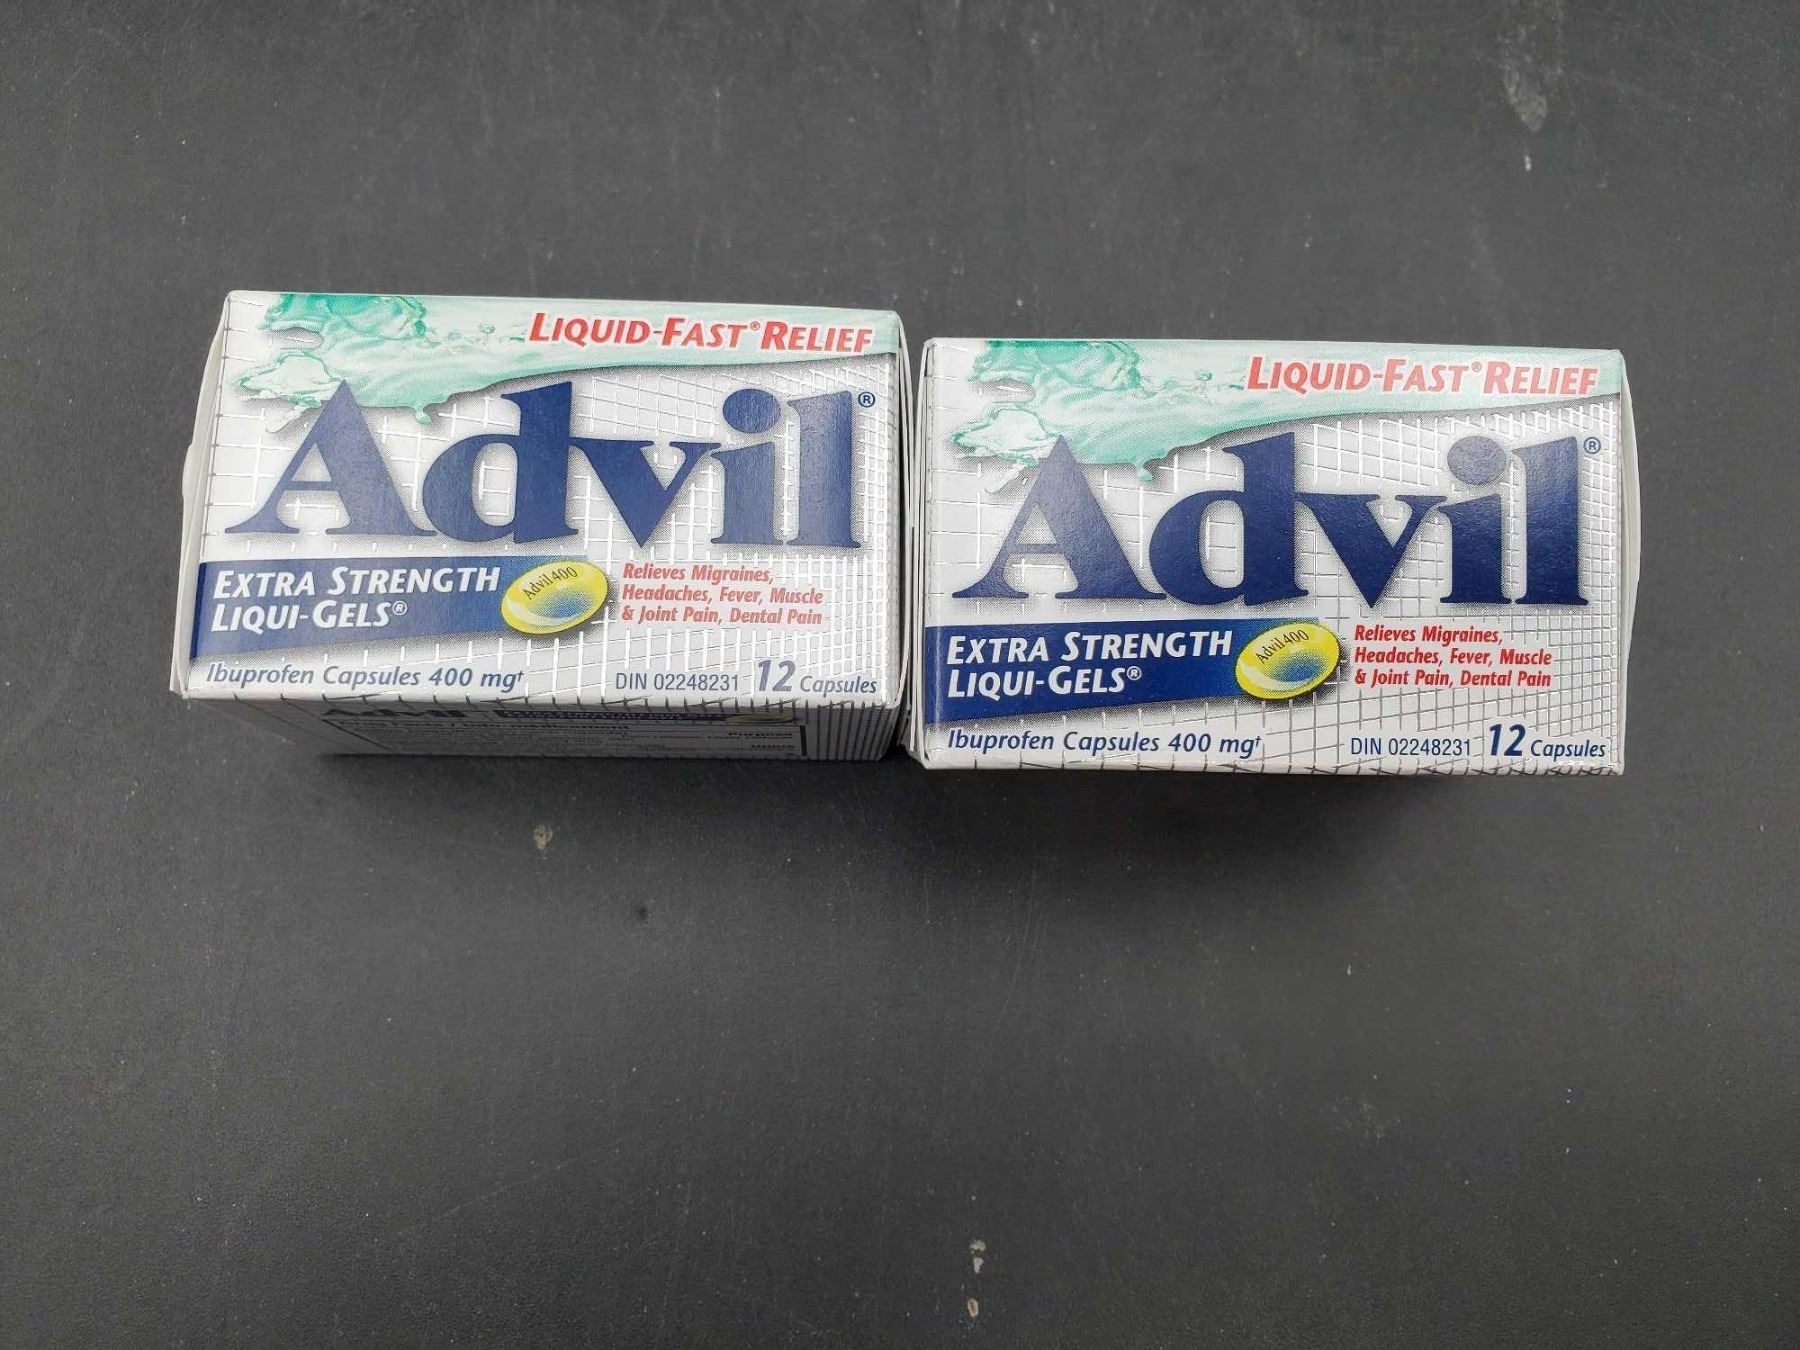 LIQUID-FAST® RELIEF
Advil®
EXTRA STRENGTH
LIQUI-GELS®
Advil 400
Relieves Migraines,
Headaches, Fever, Muscle
& Joint Pain, Dental Pain
Ibuprofen Capsules 400 mg†
DIN 02248231 12 Capsules
Advil
Purpose
LIQUID-FAST® RELIEF
Advil®
EXTRA STRENGTH
LIQUI-GELS®
Advil 400
Relieves Migraines,
Headaches, Fever, Muscle
& Joint Pain, Dental Pain
Ibuprofen Capsules 400 mg†
DIN 02248231 12 Capsules